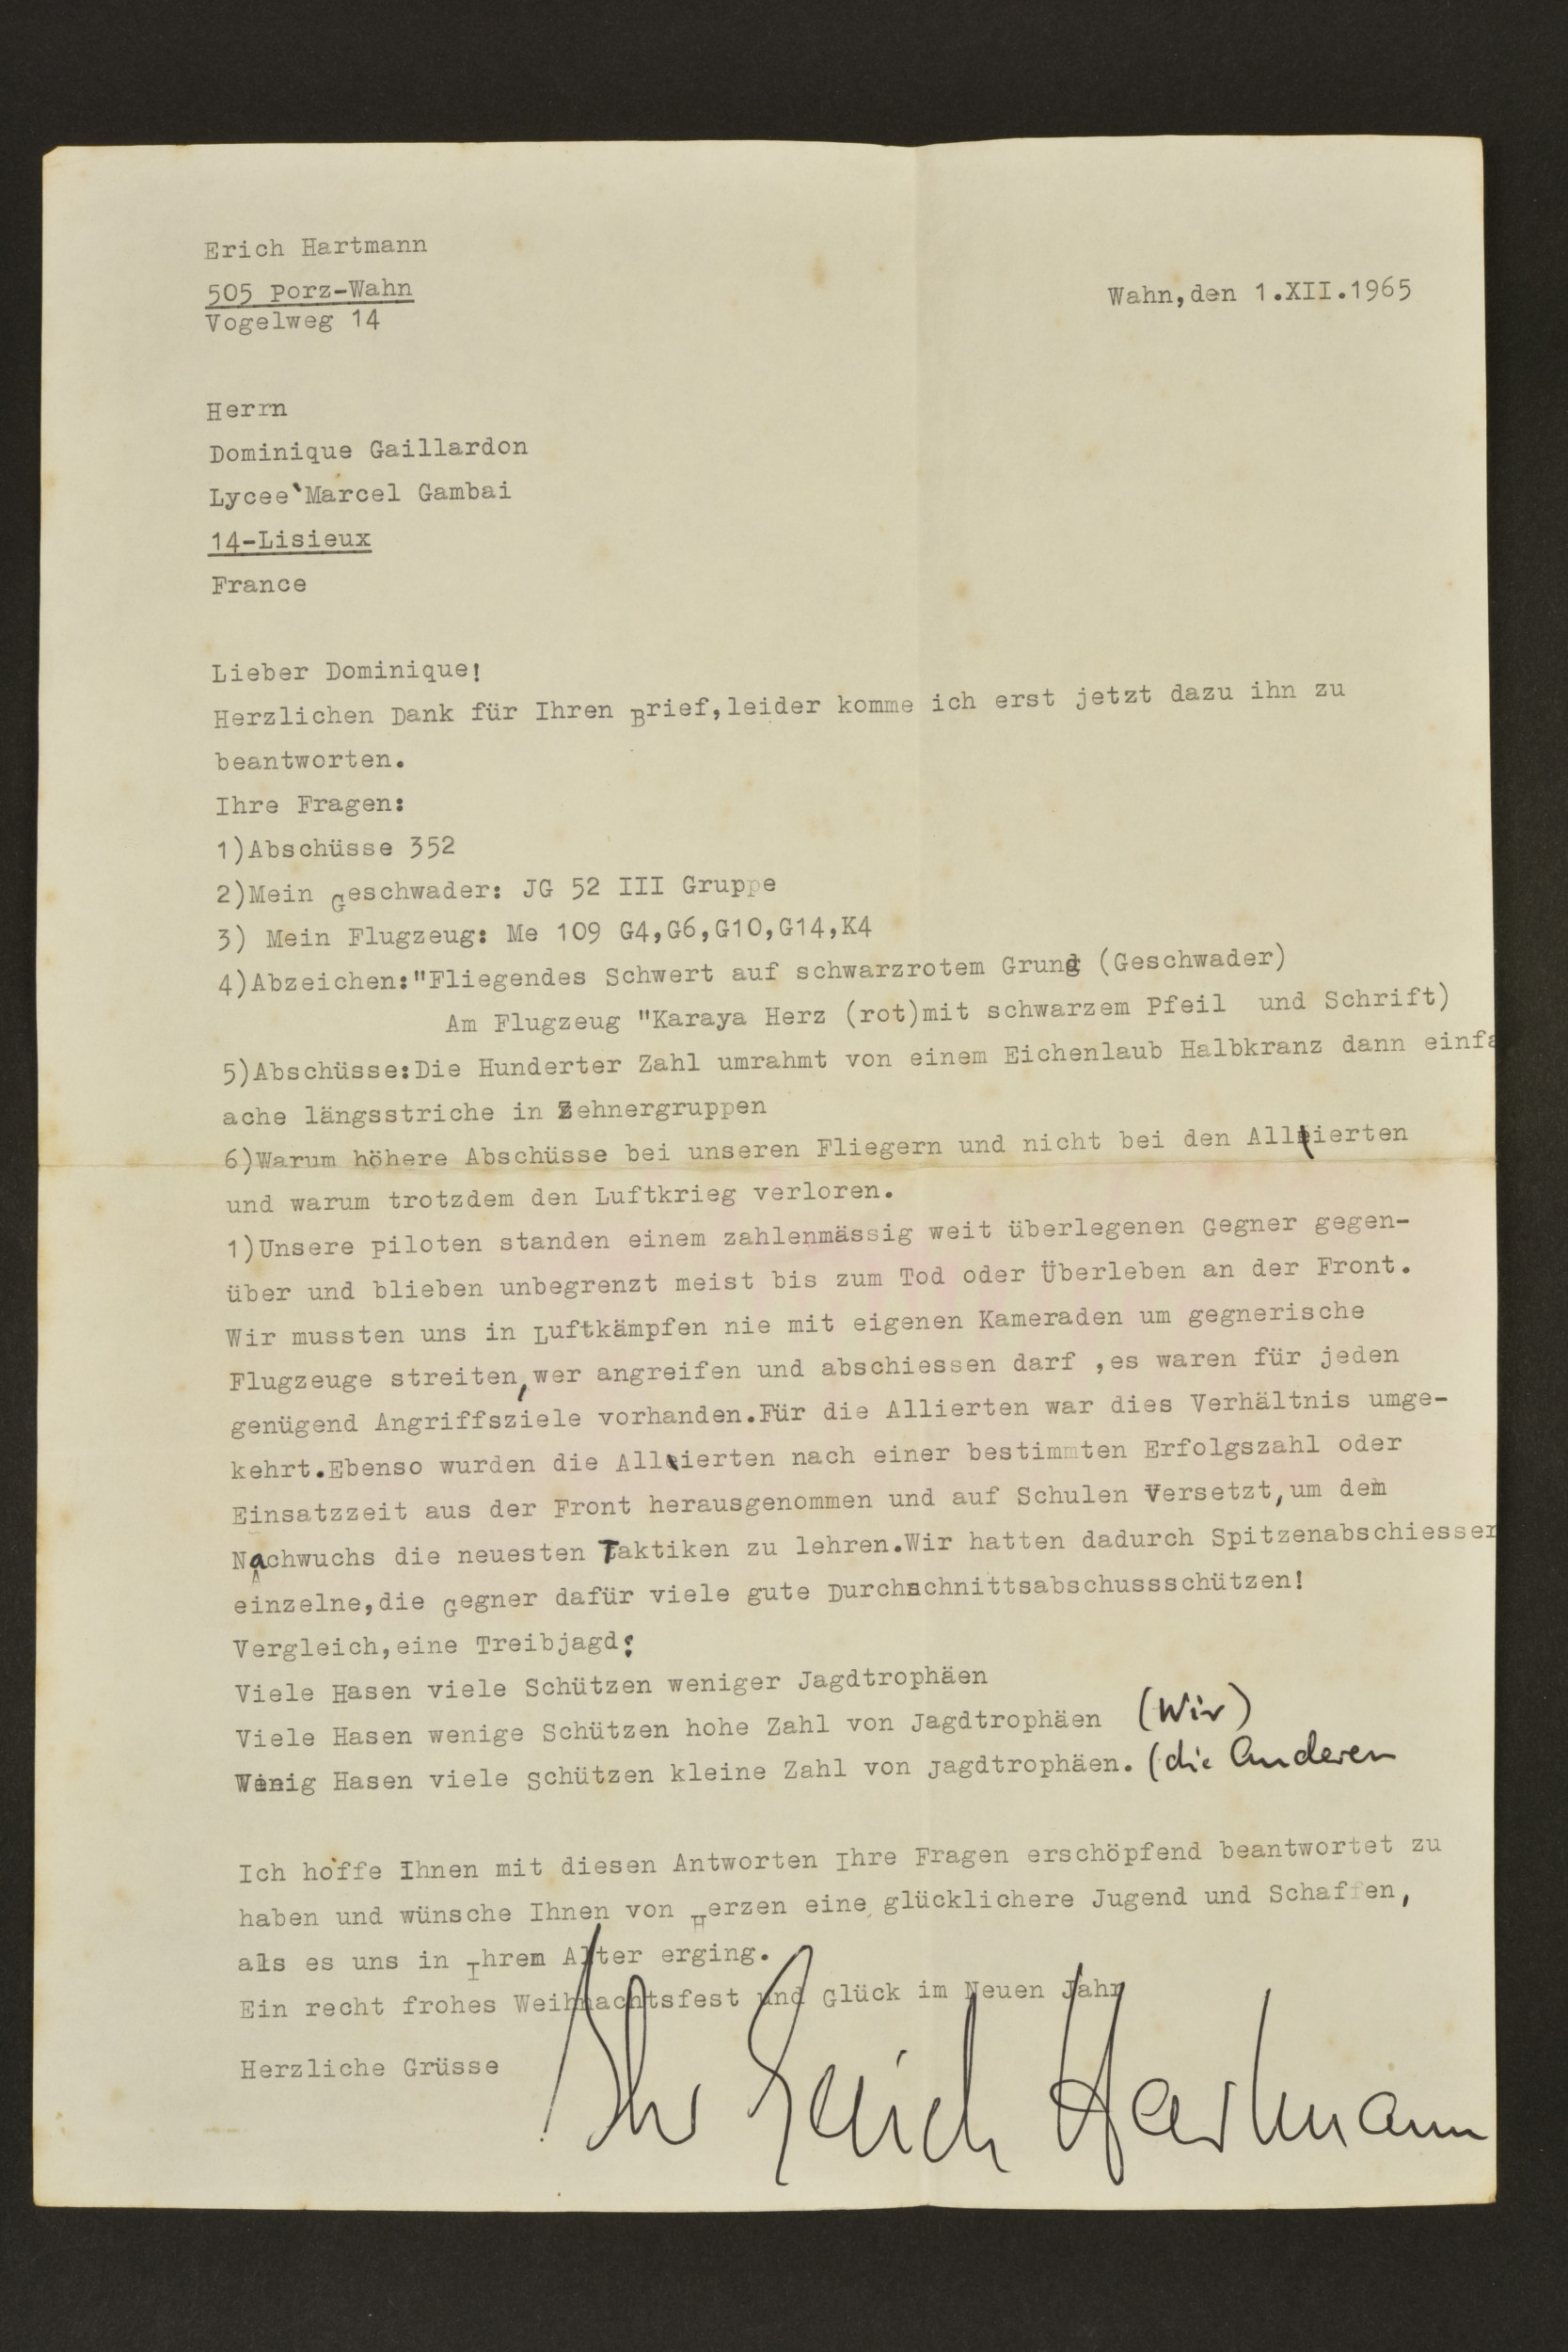 Erich Hartmann
505 Porz-Wahn
Vogelweg 14
Wahn,den 1.XII.1965
Herrn
Dominique Gaillardon
Lycee`Marcel Gambai
14-Lisieux
France
Lieber Dominique!
Herzlichen Dank für Ihren Brief,leider komme ich erst jetzt dazu ihn zu
beantworten.
Ihre Fragen:
1)Abschüsse 352
2)Mein Geschwader: JG 52 III Gruppe
3) Mein Flugzeug: Me 109 G4,G6,G10,G14,K4
4)Abzeichen:"Fliegendes Schwert auf schwarzrotem Grund (Geschwader)
Am Flugzeug "Karaya Herz (rot)mit schwarzem Pfeil und Schrift)
5)Abschüsse:Die Hunderter Zahl umrahmt von einem Eichenlaub Halbkranz dann einfa
ache längsstriche in Zehnergruppen
6)Warum höhere Abschüsse bei unseren Fliegern und nicht bei den Allierten
und warum trotzdem den Luftkrieg verloren.
1)Unsere Piloten standen einem zahlenmässig weit überlegenen Gegner gegen-
über und blieben unbegrenzt meist bis zum Tod oder Überleben an der Front.
Wir mussten uns in Luftkämpfen nie mit eigenen Kameraden um gegnerische
Flugzeuge streiten,wer angreifen und abschiessen darf ,es waren für jeden
genügend Angriffsziele vorhanden.Für die Allierten war dies Verhältnis umge-
kehrt.Ebenso wurden die Allierten nach einer bestimmten Erfolgszahl oder
Einsatzzeit aus der Front herausgenommen und auf Schulen Versetzt,um dem
Nachwuchs die neuesten Taktiken zu lehren.Wir hatten dadurch Spitzenabschiesser
einzelne,die Gegner dafür viele gute Durchschnittsabschussschützen!
Vergleich,eine Treibjagd:
Viele Hasen viele Schützen weniger Jagdtrophäen
Viele Hasen wenige Schützen hohe Zahl von Jagdtrophäen (Wir)
Wenig Hasen viele Schützen kleine Zahl von Jagdtrophäen. (die Anderen
Ich hoffe Ihnen mit diesen Antworten Ihre Fragen erschöpfend beantwortet zu
haben und wünsche Ihnen von Herzen eine glücklichere Jugend und Schaffen,
als es uns in Ihrem Alter erging.
Ein recht frohes Weihnachtsfest und Glück im Neuen Jahr
Herzliche Grüsse
Ihr Erich Hartmann